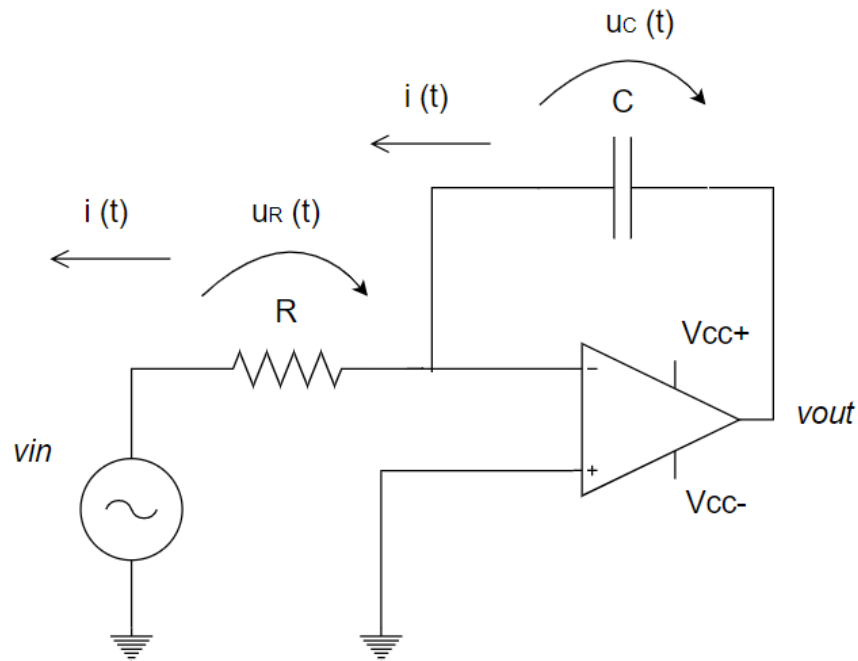 uC (t)
i (t)
C
i (t)
uR (t)
R
Vcc+
−
vout
vin
+
Vcc-